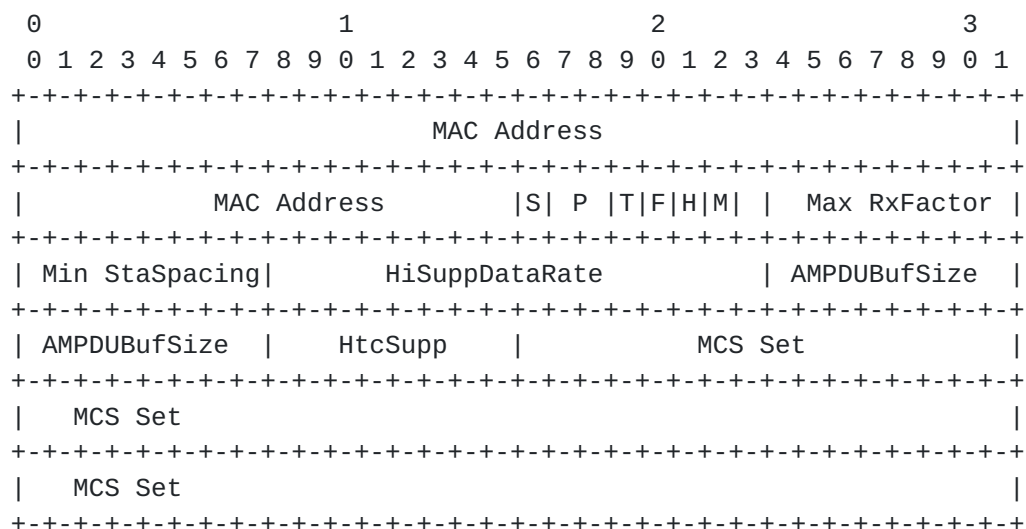 0                   1                   2                   3
 0 1 2 3 4 5 6 7 8 9 0 1 2 3 4 5 6 7 8 9 0 1 2 3 4 5 6 7 8 9 0 1
+-+-+-+-+-+-+-+-+-+-+-+-+-+-+-+-+-+-+-+-+-+-+-+-+-+-+-+-+-+-+-+-+
|                          MAC Address                          |
+-+-+-+-+-+-+-+-+-+-+-+-+-+-+-+-+-+-+-+-+-+-+-+-+-+-+-+-+-+-+-+-+
|            MAC Address        |S| P |T|F|H|M| |  Max RxFactor |
+-+-+-+-+-+-+-+-+-+-+-+-+-+-+-+-+-+-+-+-+-+-+-+-+-+-+-+-+-+-+-+-+
| Min StaSpacing|       HiSuppDataRate          | AMPDUBufSize  |
+-+-+-+-+-+-+-+-+-+-+-+-+-+-+-+-+-+-+-+-+-+-+-+-+-+-+-+-+-+-+-+-+
| AMPDUBufSize  |    HtcSupp    |           MCS Set             |
+-+-+-+-+-+-+-+-+-+-+-+-+-+-+-+-+-+-+-+-+-+-+-+-+-+-+-+-+-+-+-+-+
|   MCS Set                                                     |
+-+-+-+-+-+-+-+-+-+-+-+-+-+-+-+-+-+-+-+-+-+-+-+-+-+-+-+-+-+-+-+-+
|   MCS Set                                                     |
+-+-+-+-+-+-+-+-+-+-+-+-+-+-+-+-+-+-+-+-+-+-+-+-+-+-+-+-+-+-+-+-+